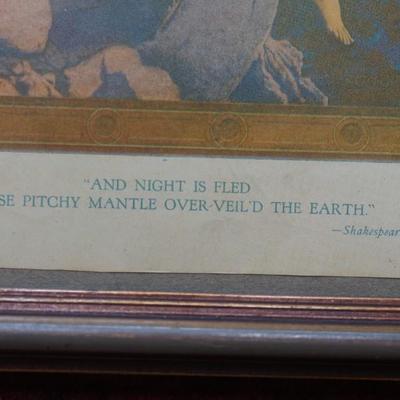 "AND NIGHT IS FLED
SE PITCHY MANTLE OVER-VEIL'D THE EARTH."
—Shakespear